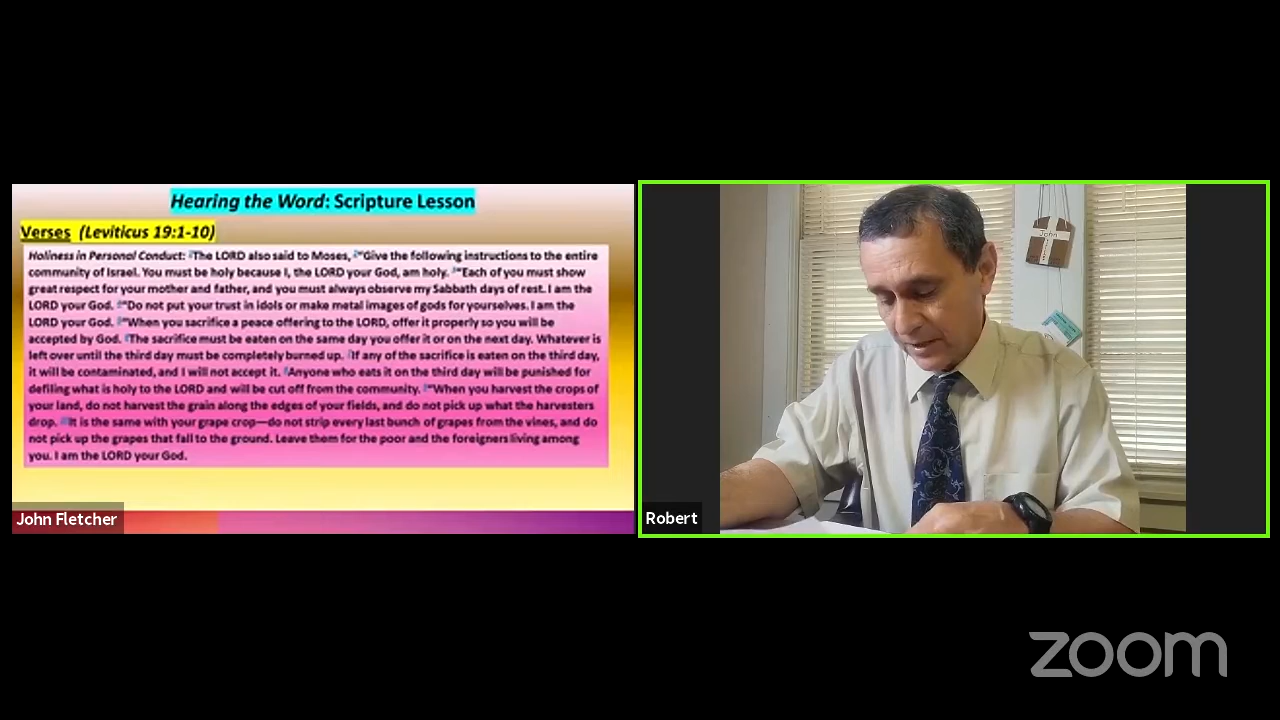 Hearing the Word: Scripture Lesson
Verses (Leviticus 19:1-10)
Holiness in Personal Conduct: The LORD also said to Moses, "Give the following instructions to the entire
community of Israel. You must be holy because I, the LORD your God, am holy. "Each of you must show
great respect for your mother and father, and you must always observe my Sabbath days of rest. I am the
LORD your God. "Do not put your trust in idols or make metal images of gods for yourselves. I am the
LORD your God. "When you sacrifice a peace offering to the LORD, offer it properly so you will be
accepted by God. The sacrifice must be eaten on the same day you offer it or on the next day. Whatever is
left over until the third day must be completely burned up. If any of the sacrifice is eaten on the third day,
it will be contaminated, and I will not accept it. Anyone who eats it on the third day will be punished for
defiling what is holy to the LORD and will be cut off from the community. "When you harvest the crops of
your land, do not harvest the grain along the edges of your fields, and do not pick up what the harvesters
drop. It is the same with your grape crop—do not strip every last bunch of grapes from the vines, and do
not pick up the grapes that fall to the ground. Leave them for the poor and the foreigners living among
you. I am the LORD your God.
John Fletcher
John
Robert
zoom